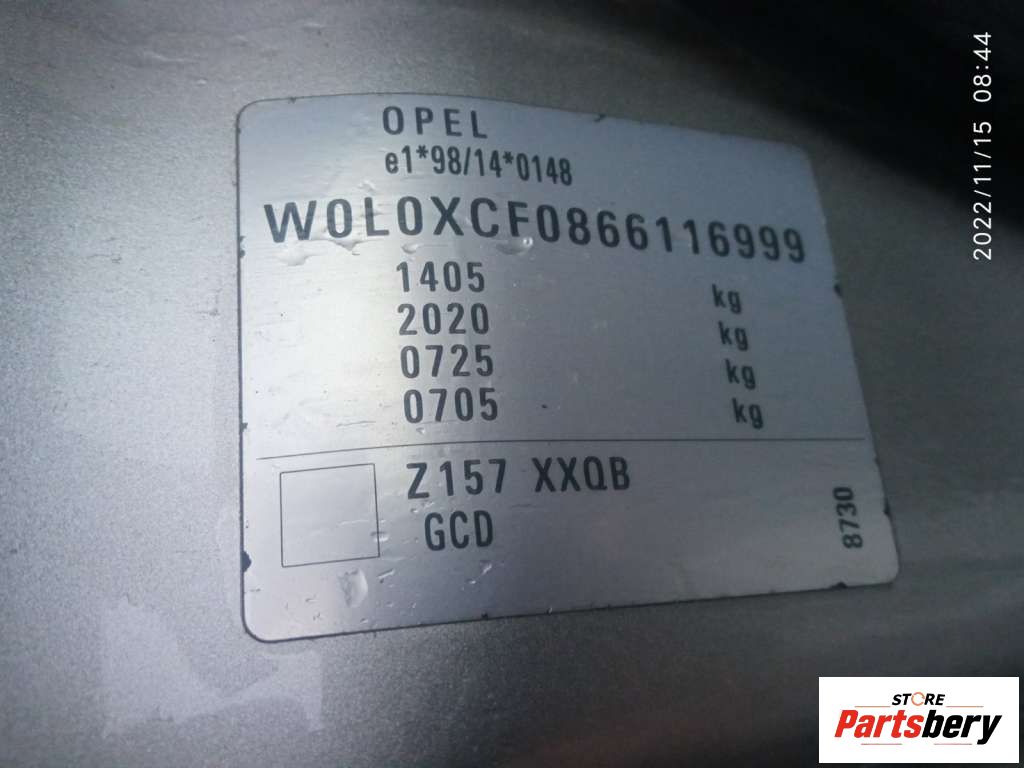 OPEL
e1*98/14*0148
W0L0XCF0866116999
1405 kg
2020 kg
0725 kg
0705 kg
Z157 XXQB
GCD
8730
2022/11/15 08:44
STORE
Partsbery